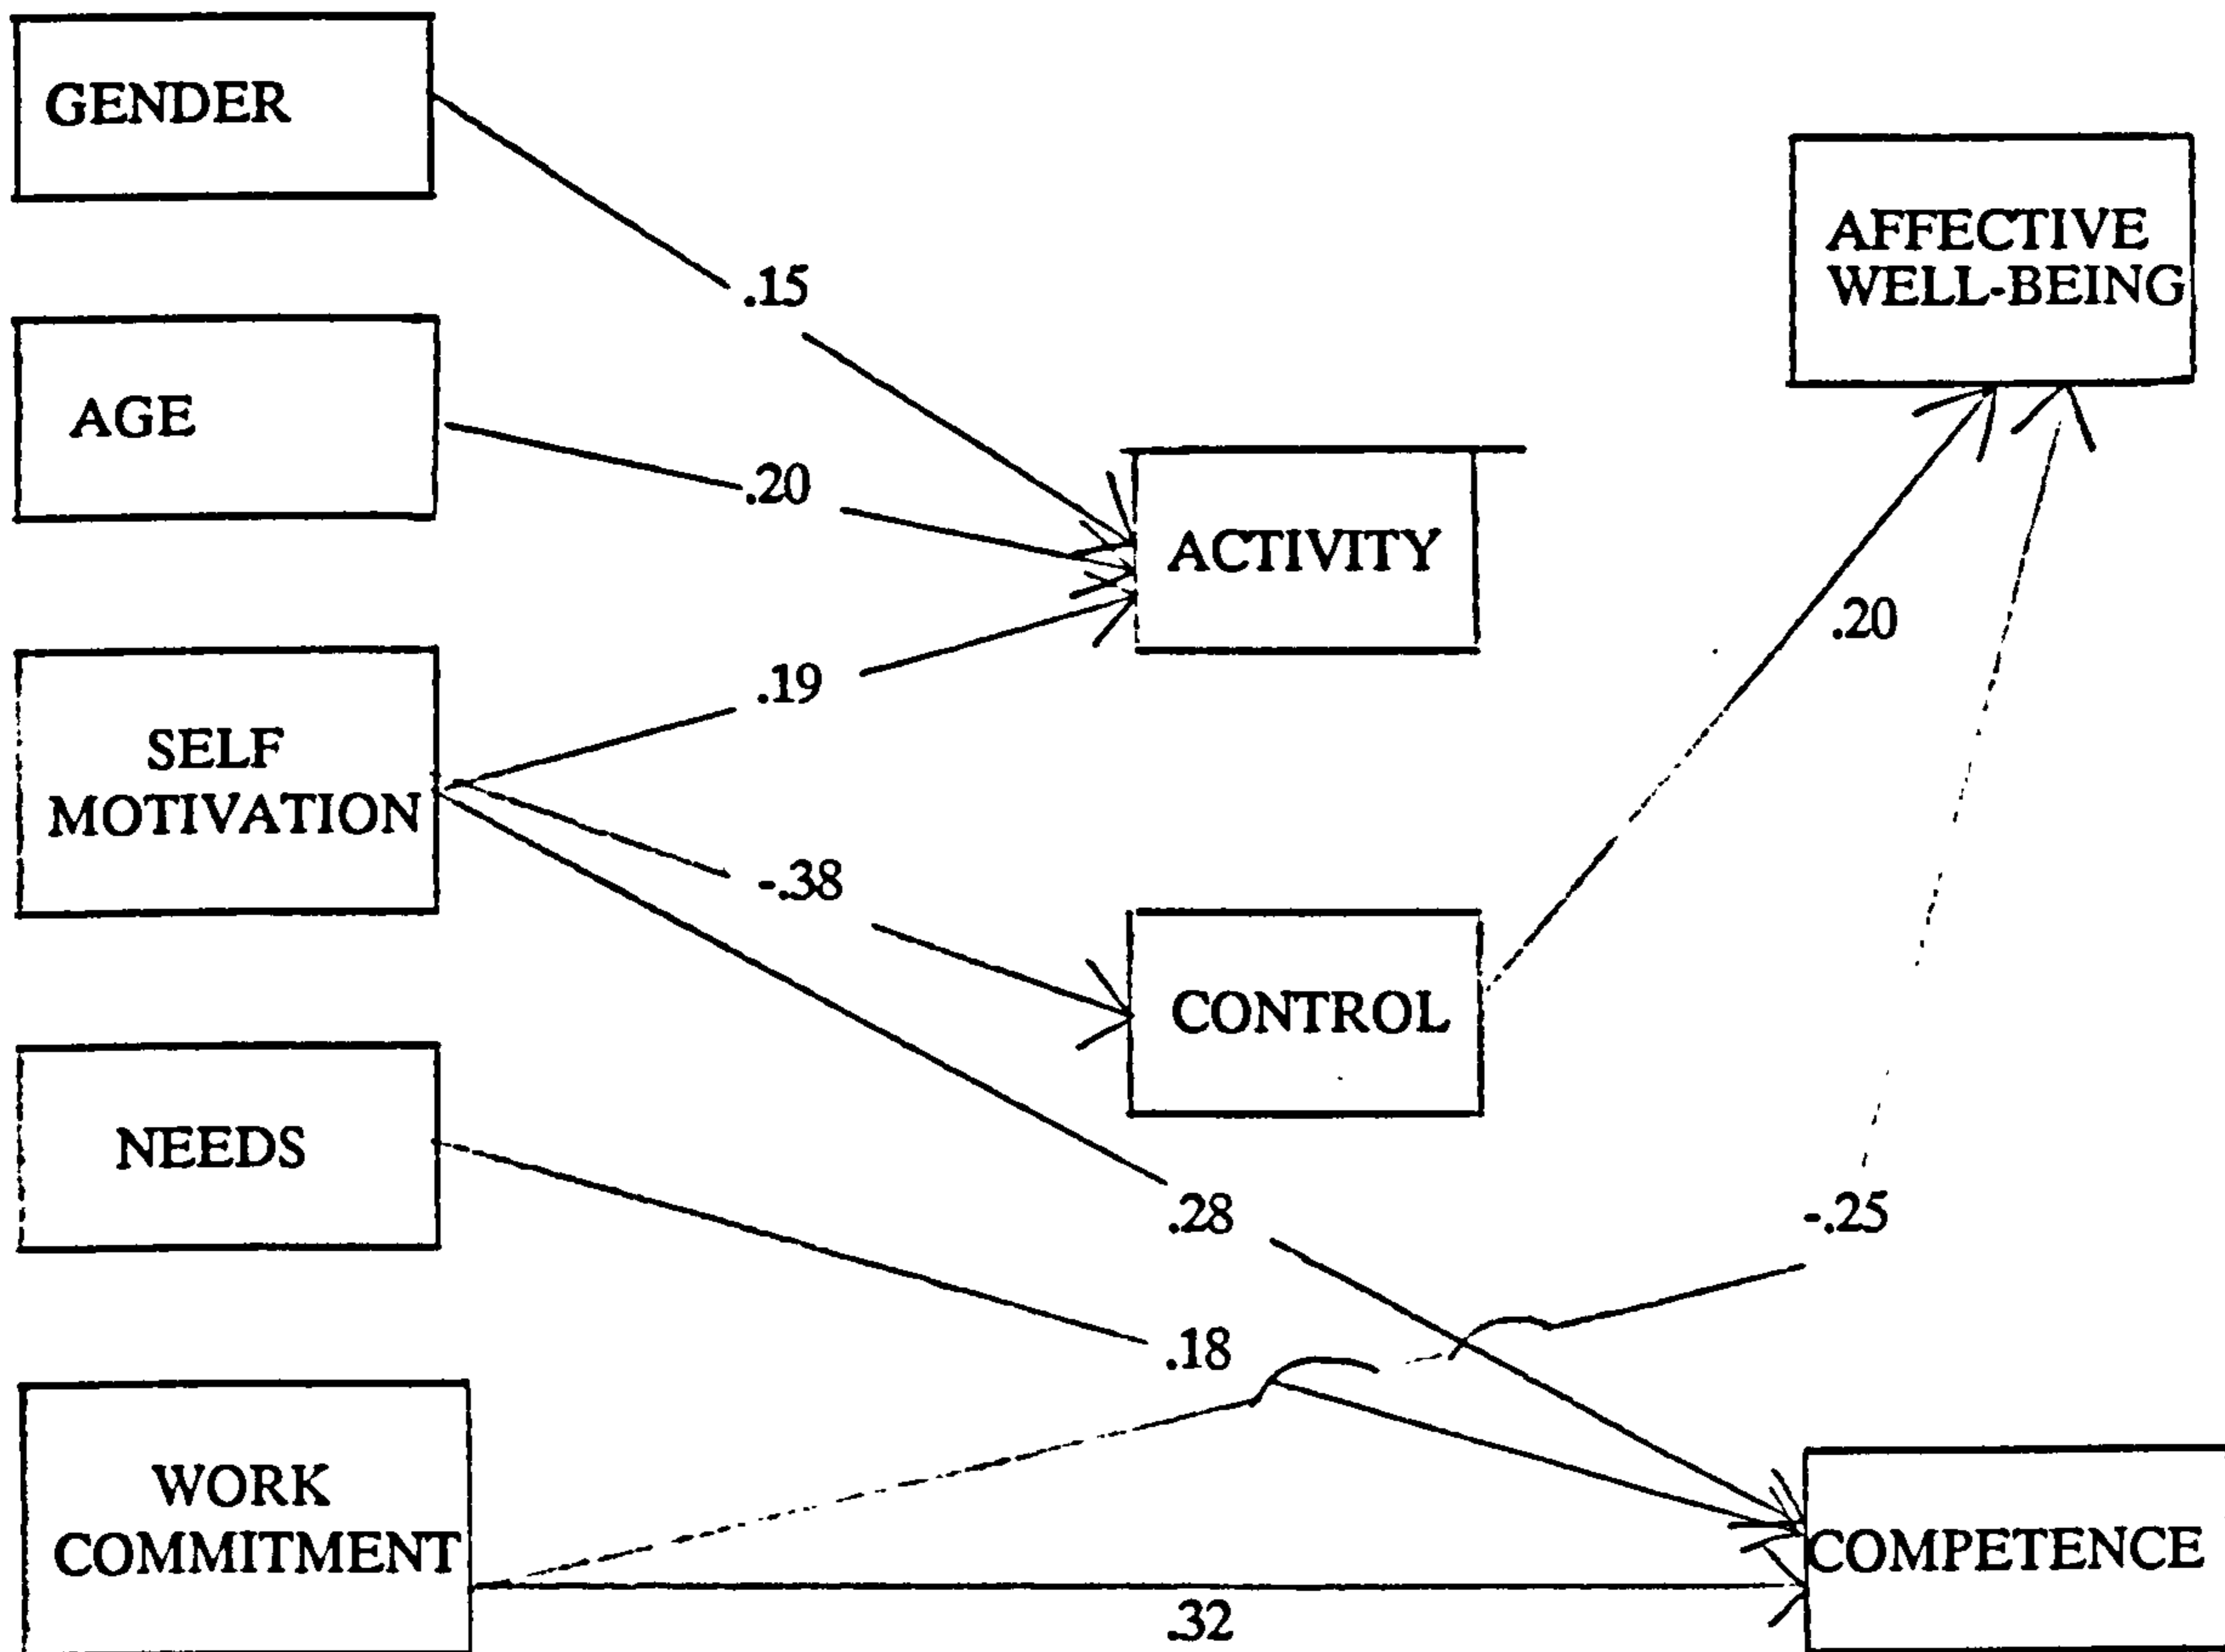 GENDER
AFFECTIVE
WELL-BEING
.15
AGE
.20
ACTIVITY
.20
.19
SELF
MOTIVATION
-.38
CONTROL
NEEDS
.28
-.25
.18
WORK
COMMITMENT
COMPETENCE
.32